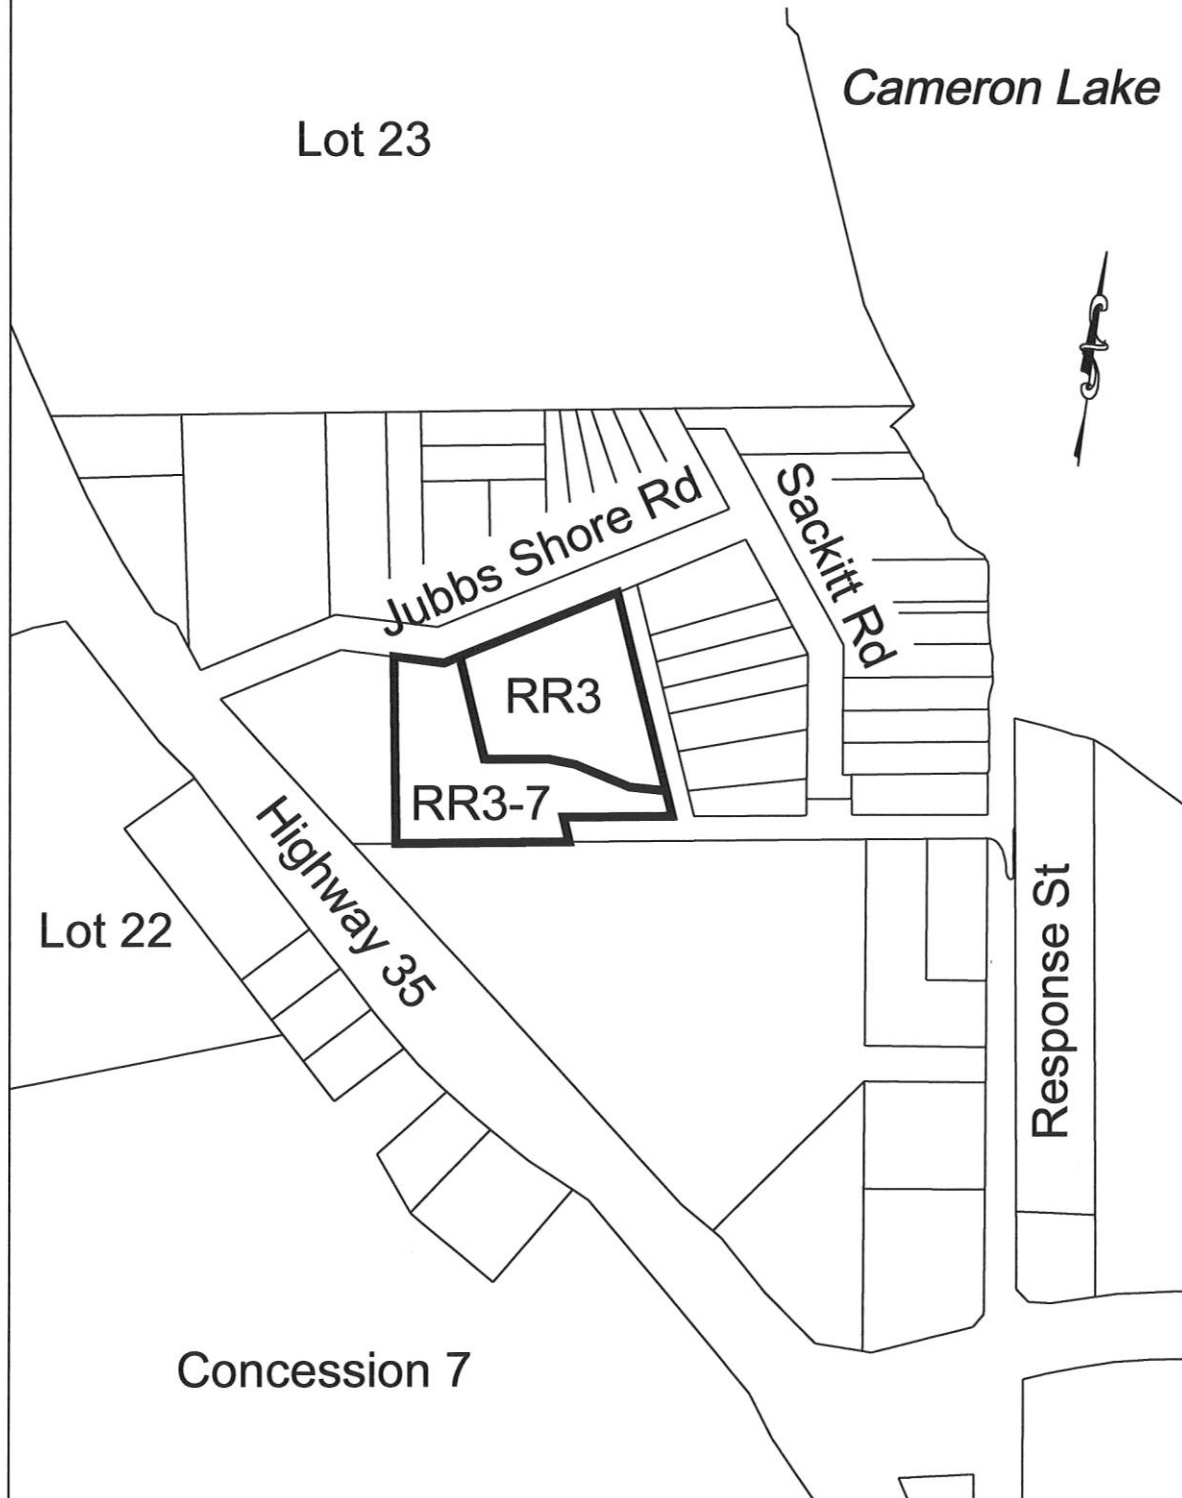 Cameron Lake
Lot 23
Jubbs Shore Rd
Sackitt Rd
RR3
RR3-7
Highway 35
Lot 22
Response St
Concession 7